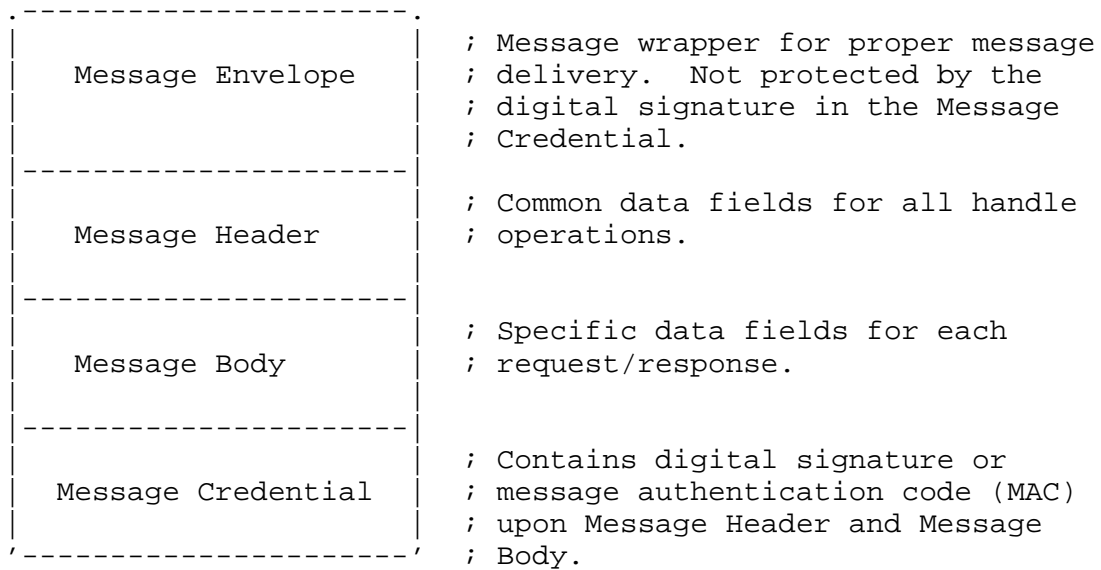 ; Message wrapper for proper message
Message Envelope ; delivery.  Not protected by the
; digital signature in the Message
; Credential.
; Common data fields for all handle
Message Header ; operations.
; Specific data fields for each
Message Body ; request/response.
; Contains digital signature or
Message Credential ; message authentication code (MAC)
; upon Message Header and Message
; Body.